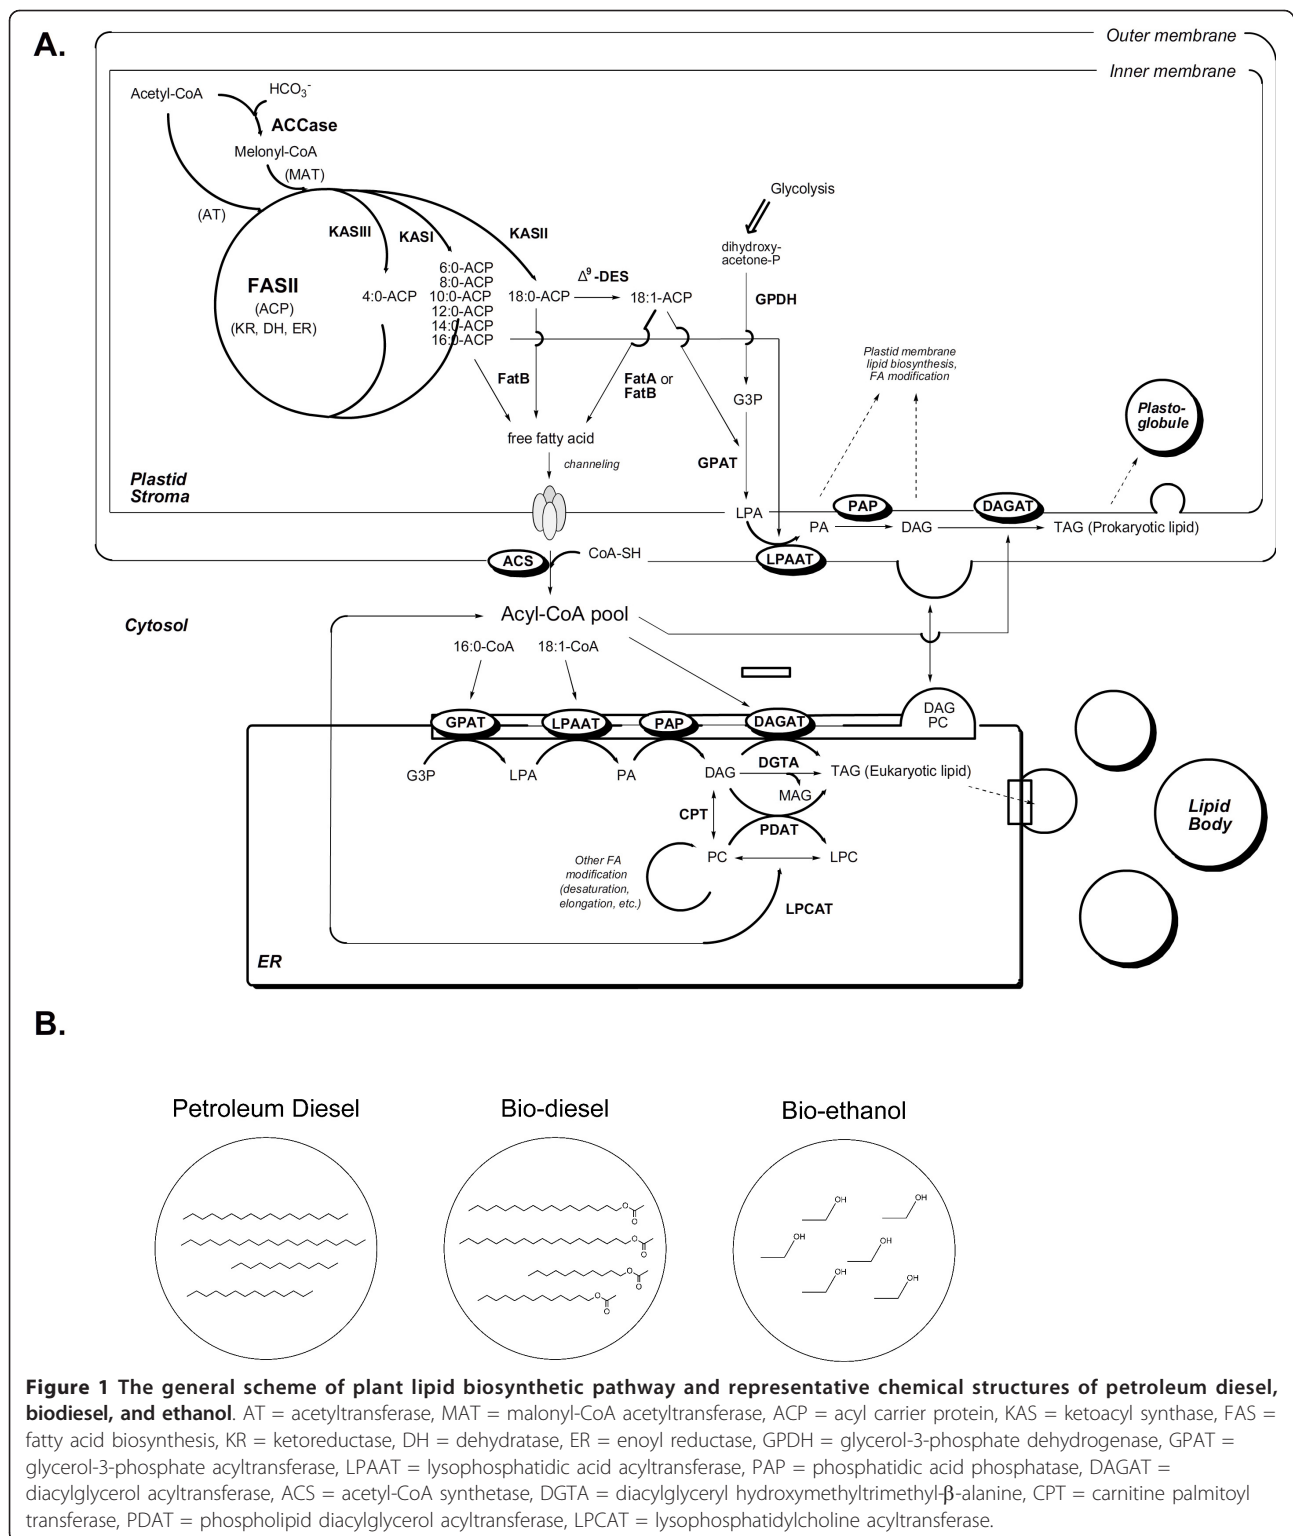 A.
Outer membrane
Inner membrane
Acetyl-CoA
HCO3-
ACCase
Melonyl-CoA
(MAT)
(AT)
Glycolysis
KASIII
KASI
KASII
dihydroxy-
acetone-P
FASII
(ACP)
(KR, DH, ER)
4:0-ACP
6:0-ACP
8:0-ACP
10:0-ACP
12:0-ACP
14:0-ACP
16:0-ACP
18:0-ACP
Δ9-DES
18:1-ACP
GPDH
Plastid membrane
lipid biosynthesis,
FA modification
FatB
FatA or
FatB
G3P
Plasto-
globule
free fatty acid
channeling
GPAT
Plastid
Stroma
LPA
PA
PAP
DAG
DAGAT
TAG (Prokaryotic lipid)
ACS
CoA-SH
LPAAT
Cytosol
Acyl-CoA pool
16:0-CoA
18:1-CoA
GPAT
LPAAT
PAP
DAGAT
DAG
PC
G3P
LPA
PA
DAG
DGTA
TAG (Eukaryotic lipid)
MAG
CPT
PDAT
Lipid
Body
PC
LPC
Other FA
modification
(desaturation,
elongation, etc.)
LPCAT
ER
B.
Petroleum Diesel
Bio-diesel
Bio-ethanol
O
O
O
O
O
O
O
O
OH
OH
OH
OH
OH
OH
Figure 1 The general scheme of plant lipid biosynthetic pathway and representative chemical structures of petroleum diesel,
biodiesel, and ethanol. AT = acetyltransferase, MAT = malonyl-CoA acetyltransferase, ACP = acyl carrier protein, KAS = ketoacyl synthase, FAS =
fatty acid biosynthesis, KR = ketoreductase, DH = dehydratase, ER = enoyl reductase, GPDH = glycerol-3-phosphate dehydrogenase, GPAT =
glycerol-3-phosphate acyltransferase, LPAAT = lysophosphatidic acid acyltransferase, PAP = phosphatidic acid phosphatase, DAGAT =
diacylglycerol acyltransferase, ACS = acetyl-CoA synthetase, DGTA = diacylglyceryl hydroxymethyltrimethyl-β-alanine, CPT = carnitine palmitoyl
transferase, PDAT = phospholipid diacylglycerol acyltransferase, LPCAT = lysophosphatidylcholine acyltransferase.